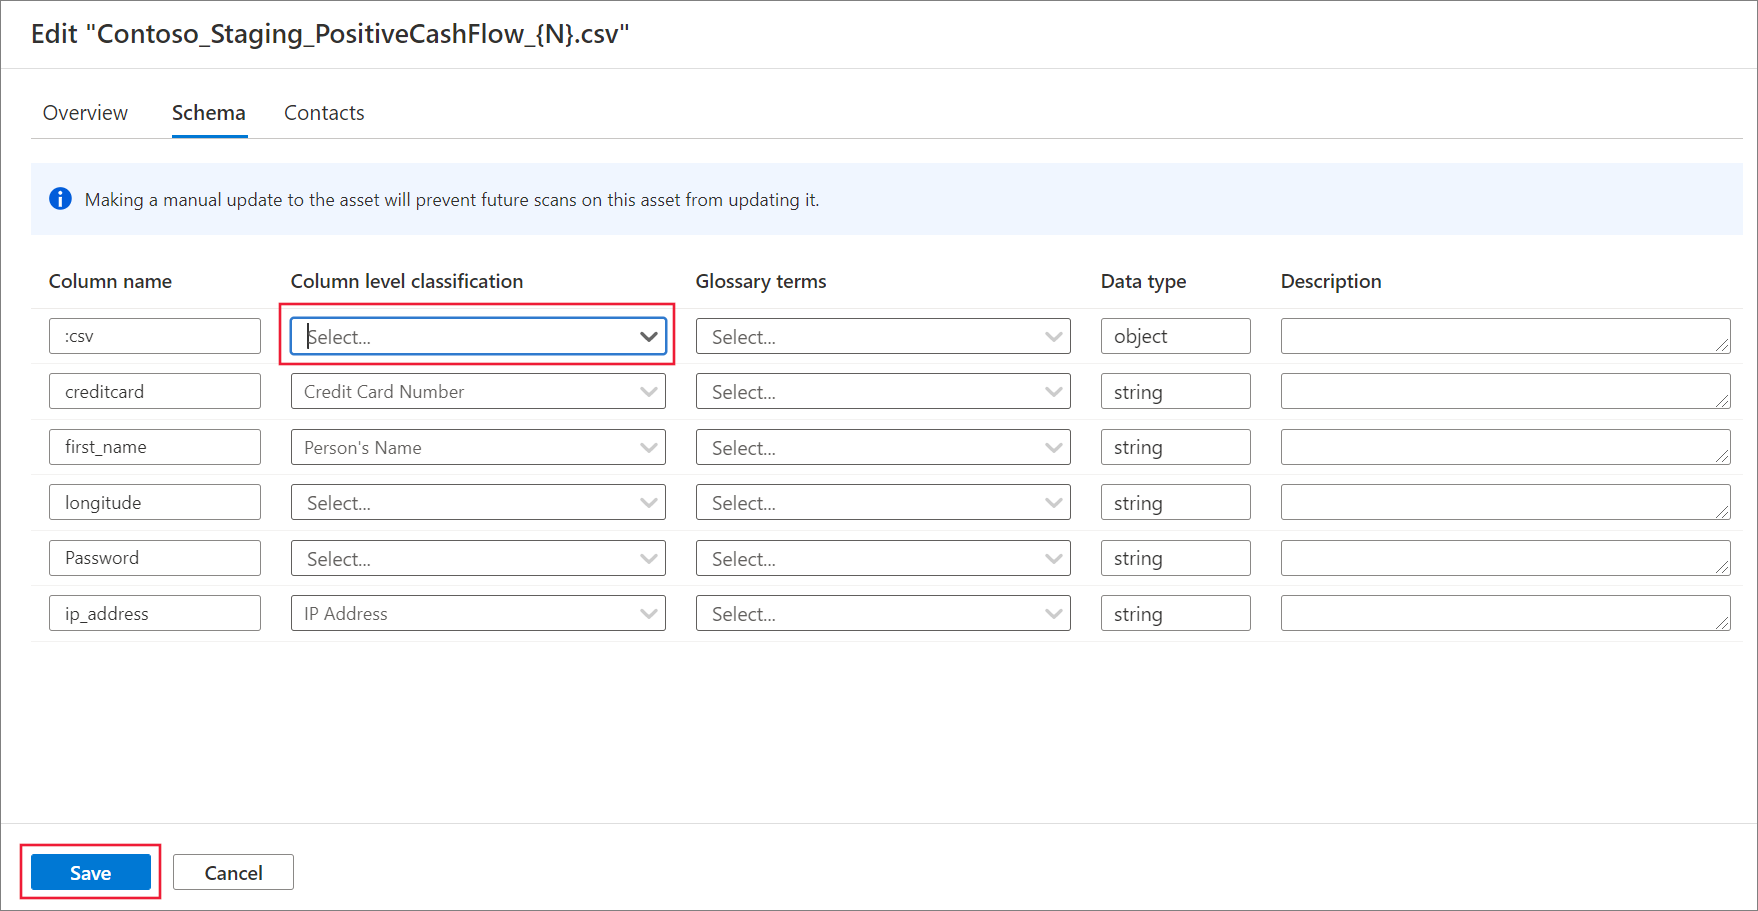 Edit "Contoso_Staging_PositiveCashFlow_{N}.csv"
Overview Schema Contacts
Making a manual update to the asset will prevent future scans on this asset from updating it.
Column name Column level classification Glossary terms Data type Description
:csv Select... Select... object
creditcard Credit Card Number Select... string
first_name Person's Name Select... string
longitude Select... Select... string
Password Select... Select... string
ip_address IP Address Select... string
Save Cancel